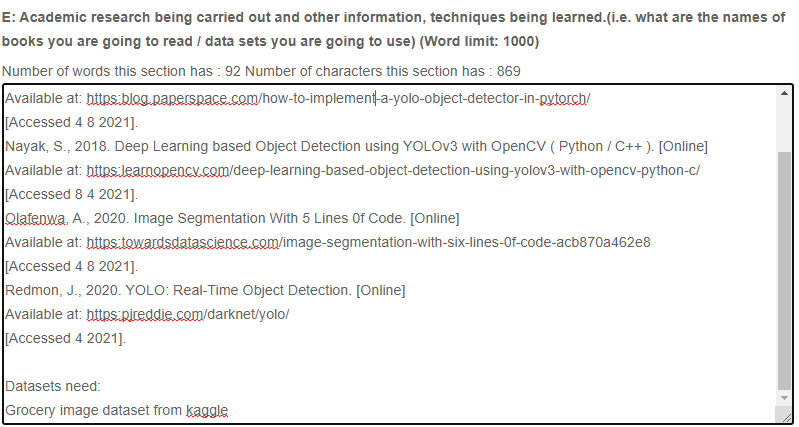 E: Academic research being carried out and other information, techniques being learned.(i.e. what are the names of
books you are going to read / data sets you are going to use) (Word limit: 1000)
Number of words this section has : 92 Number of characters this section has : 869
Available at: https:blog.paperspace.com/how-to-implement-a-yolo-object-detector-in-pytorch/
[Accessed 4 8 2021].
Nayak, S., 2018. Deep Learning based Object Detection using YOLOv3 with OpenCV ( Python / C++ ). [Online]
Available at: https:learnopencv.com/deep-learning-based-object-detection-using-yolov3-with-opencv-python-c/
[Accessed 8 4 2021].
Olafenwa, A., 2020. Image Segmentation With 5 Lines 0f Code. [Online]
Available at: https:towardsdatascience.com/image-segmentation-with-six-lines-0f-code-acb870a462e8
[Accessed 4 8 2021].
Redmon, J., 2020. YOLO: Real-Time Object Detection. [Online]
Available at: https:pjreddie.com/darknet/yolo/
[Accessed 4 2021].
Datasets need:
Grocery image dataset from kaggle